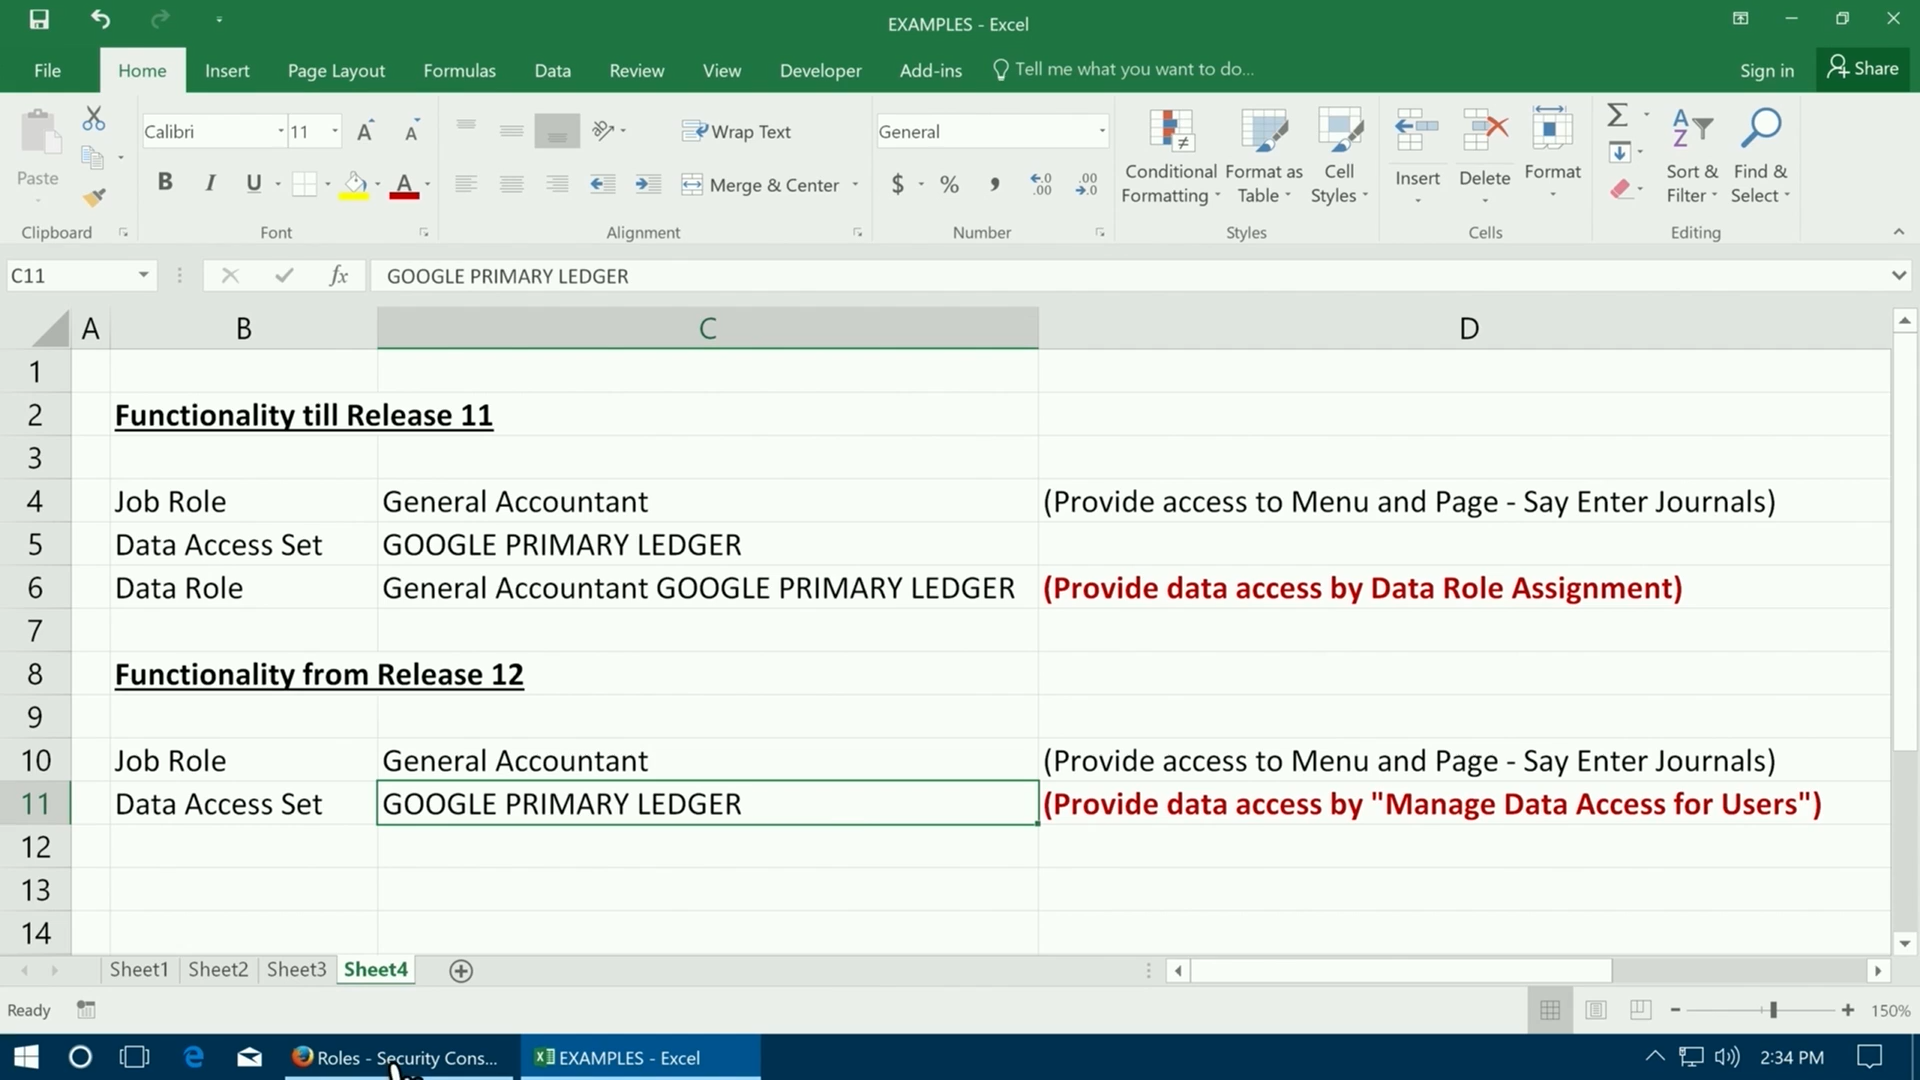 EXAMPLES - Excel
File Home Insert Page Layout Formulas Data Review View Developer Add-ins Tell me what you want to do... Sign in Share
Paste
Clipboard
Calibri 11
B I U
Font
Wrap Text
Merge & Center
Alignment
General
$ % ,
Number
Conditional Formatting
Format as Table
Cell Styles
Styles
Insert Delete Format
Cells
Sort & Filter
Find & Select
Editing
C11 fx GOOGLE PRIMARY LEDGER
A B C D
1
2 Functionality till Release 11
3
4 Job Role General Accountant (Provide access to Menu and Page - Say Enter Journals)
5 Data Access Set GOOGLE PRIMARY LEDGER
6 Data Role General Accountant GOOGLE PRIMARY LEDGER (Provide data access by Data Role Assignment)
7
8 Functionality from Release 12
9
10 Job Role General Accountant (Provide access to Menu and Page - Say Enter Journals)
11 Data Access Set GOOGLE PRIMARY LEDGER (Provide data access by "Manage Data Access for Users")
12
13
14
Sheet1 Sheet2 Sheet3 Sheet4
Ready 150%
Roles - Security Cons... EXAMPLES - Excel 2:34 PM